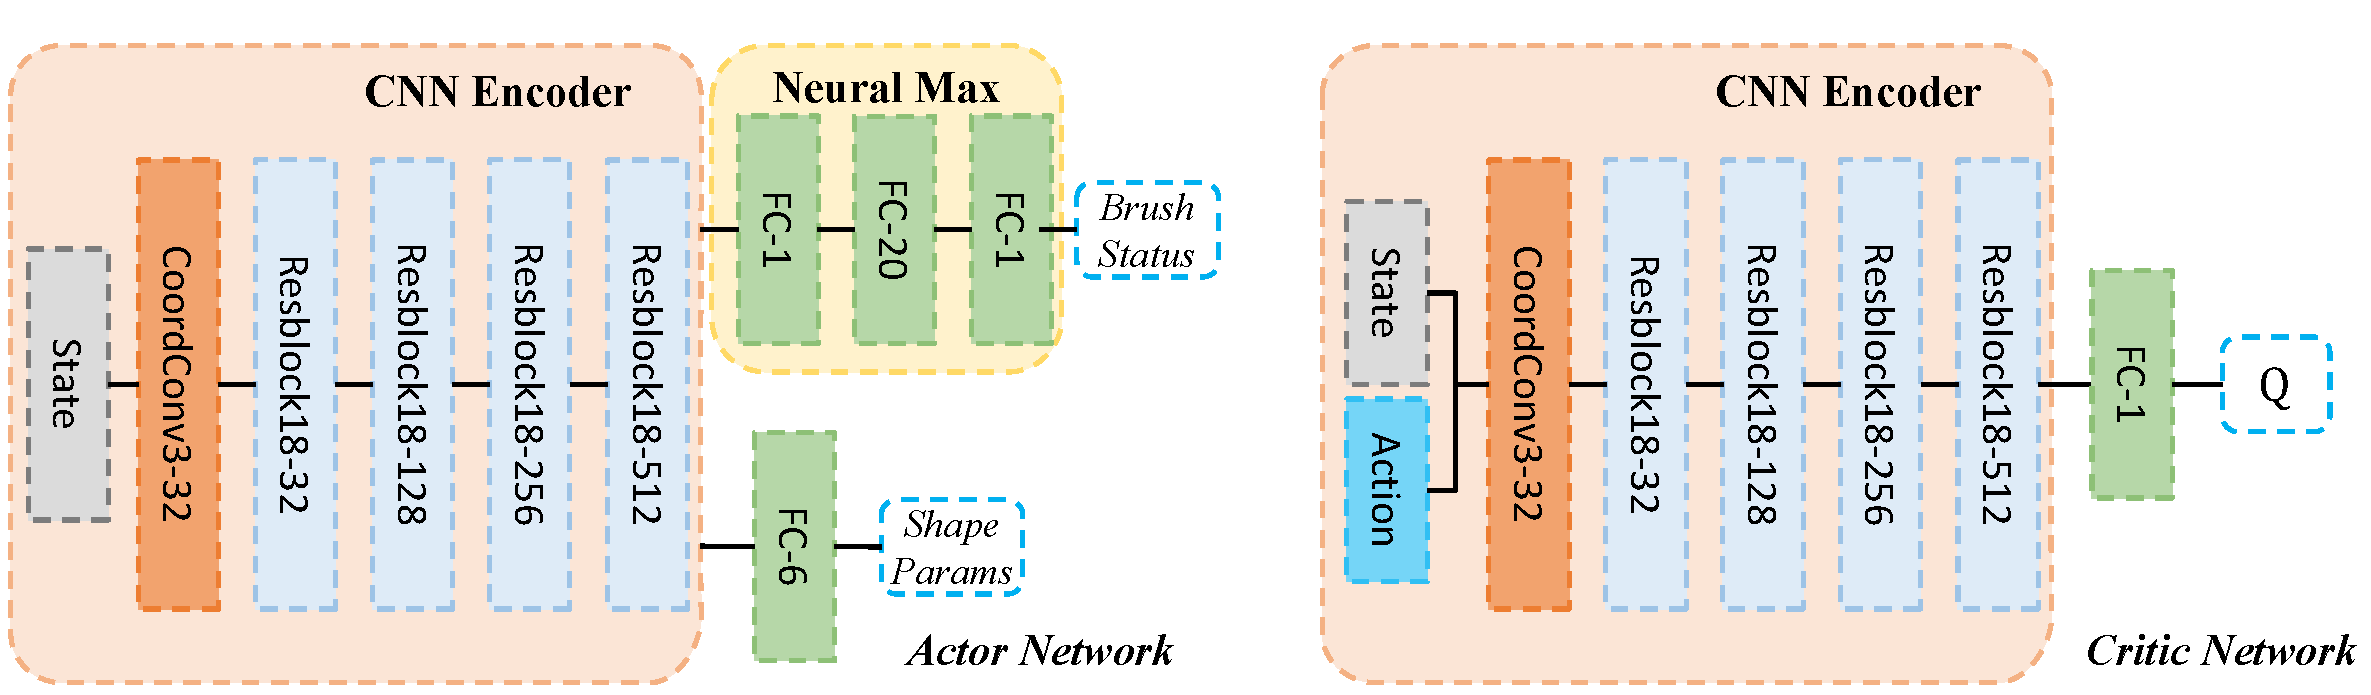 CNN Encoder
State
CoordConv3-32
Resblock18-32
Resblock18-128
Resblock18-256
Resblock18-512
Neural Max
FC-1
FC-20
FC-1
Brush
Status
FC-6
Shape
Params
Actor Network
CNN Encoder
State
Action
CoordConv3-32
Resblock18-32
Resblock18-128
Resblock18-256
Resblock18-512
FC-1
Q
Critic Network